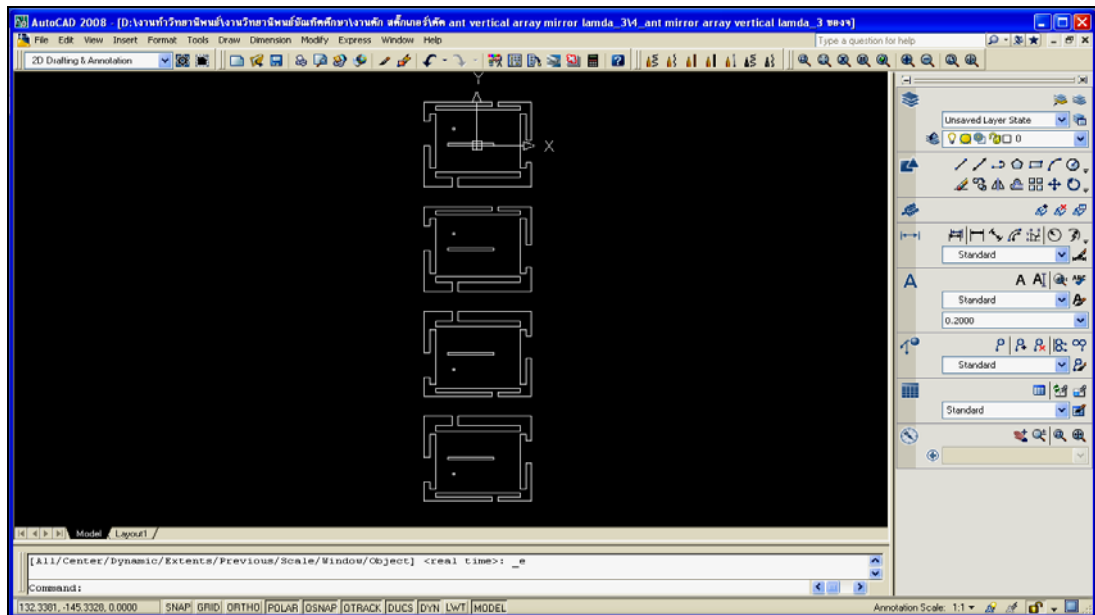 AutoCAD 2008 - [D:\งานทำวิทยานิพนธ์\งานวิทยานิพนธ์บัณฑิตศึกษา\งานตัด สติ๊กเกอร์\ตัด ant vertical array mirror lamda_3\4_ant mirror array vertical lamda_3
File Edit View Insert Format Tools Draw Dimension Modify Express Window Help
Type a question for help
2D Drafting & Annotation
Y
X
Unsaved Layer State
0
Standard
A AI ABC
A
Standard
0.2000
Standard
Standard
Model Layout1
[All/Center/Dynamic/Extents/Previous/Scale/Window/Object] <real time>: _e
Command:
132.3381, -145.3328, 0.0000 SNAP GRID ORTHO POLAR OSNAP OTRACK DUCS DYN LWT MODEL Annotation Scale: 1:1